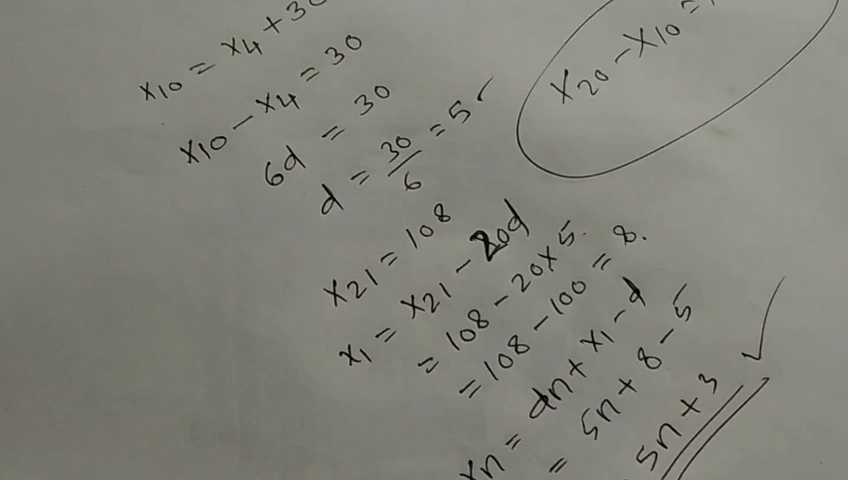 x10 = x4 + 30
x10 - x4 = 30
6d = 30
d = 30/6 = 5 ✓
x20 - x10 =
x21 = 108
x1 = x21 - 20d
= 108 - 20×5
= 108 - 100 = 8.
xn = dn + x1 - d
= 5n + 8 - 5
5n + 3 ✓